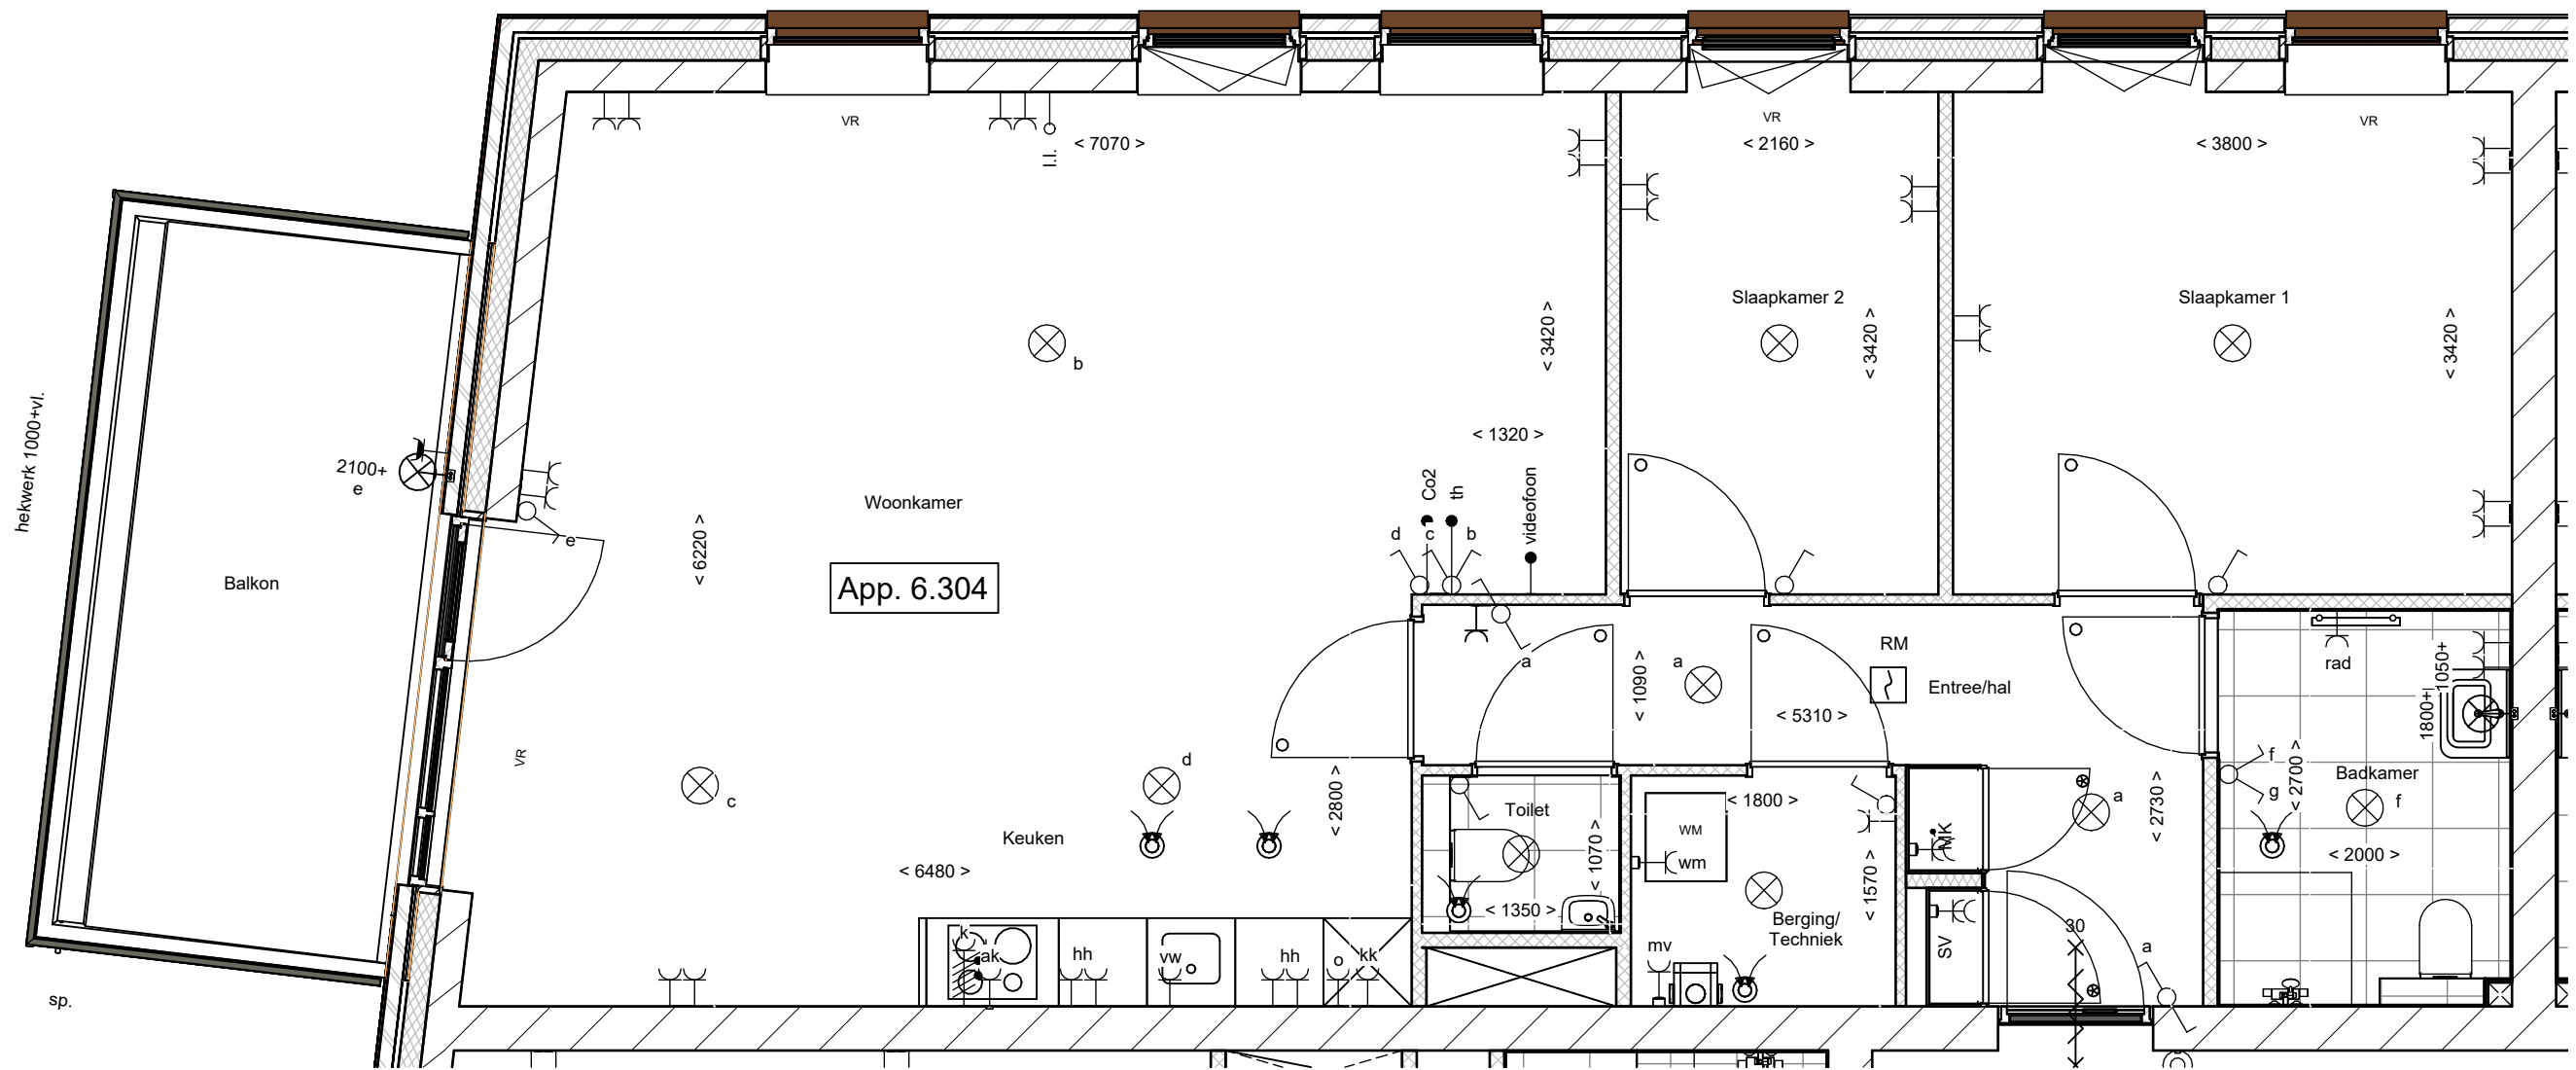 VR
VR
VR
l.l.
< 7070 >
< 2160 >
< 3800 >
Slaapkamer 2
Slaapkamer 1
< 3420 >
< 3420 >
< 3420 >
b
hekwerk 1000+vl.
< 1320 >
2100+
e
Woonkamer
Co2
th
videofoon
d
c
b
e
< 6220 >
Balkon
App. 6.304
a
a
RM
rad
1050+
< 1090 >
Entree/hal
< 5310 >
1800+
VR
d
c
f
g
< 2700 >
Badkamer
f
< 2800 >
a
< 2730 >
Toilet
< 1800 >
WM
wm
MK
Keuken
< 6480 >
< 1070 >
< 1570 >
< 2000 >
< 1350 >
Berging/
Techniek
30
SV
a
k
ak
hh
vw
hh
o
kk
mv
sp.